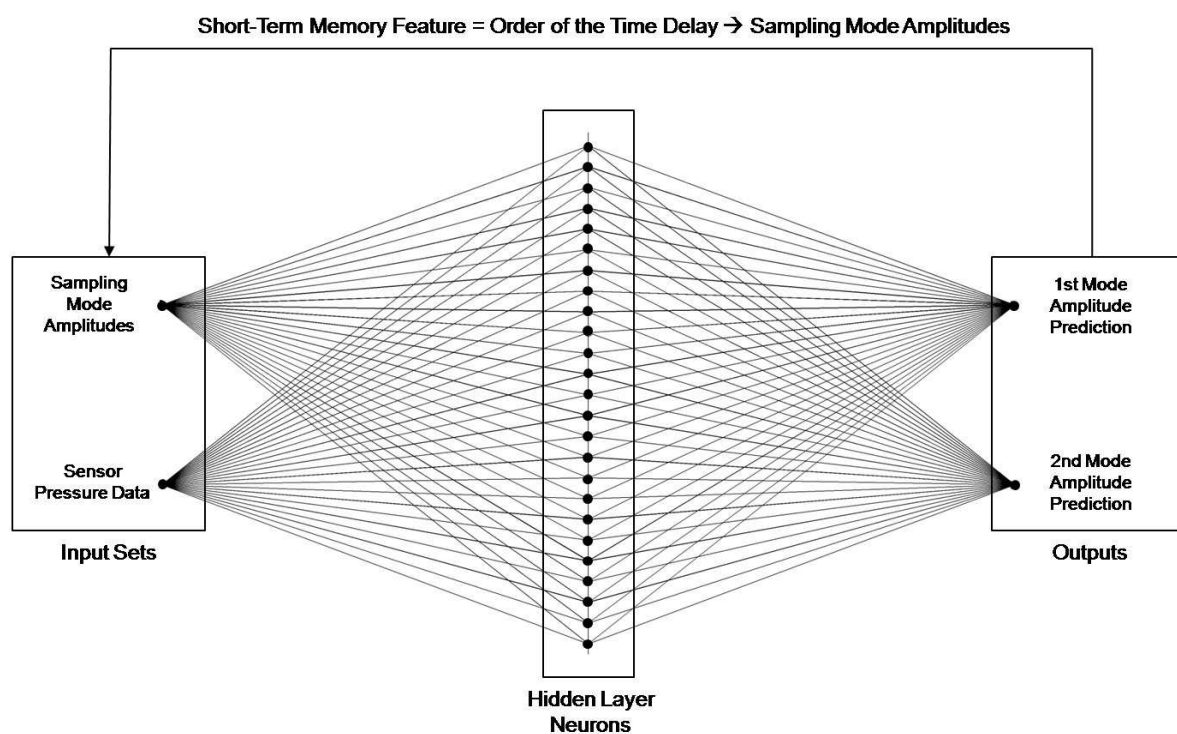 Short-Term Memory Feature = Order of the Time Delay → Sampling Mode Amplitudes
Sampling
Mode
Amplitudes
Sensor
Pressure Data
Input Sets
Hidden Layer
Neurons
1st Mode
Amplitude
Prediction
2nd Mode
Amplitude
Prediction
Outputs